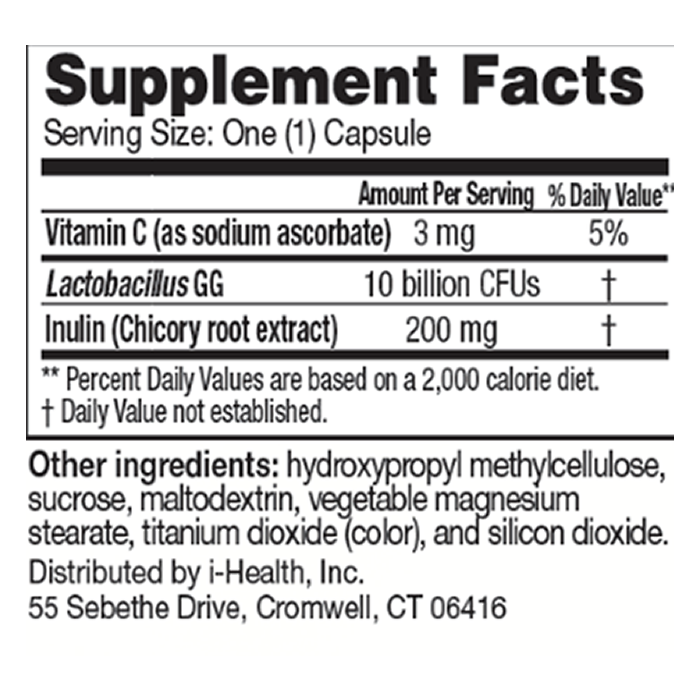 Supplement Facts
Serving Size: One (1) Capsule
Amount Per Serving % Daily Value**
Vitamin C (as sodium ascorbate) 3 mg 5%
Lactobacillus GG 10 billion CFUs †
Inulin (Chicory root extract) 200 mg †
** Percent Daily Values are based on a 2,000 calorie diet.
† Daily Value not established.
Other ingredients: hydroxypropyl methylcellulose,
sucrose, maltodextrin, vegetable magnesium
stearate, titanium dioxide (color), and silicon dioxide.
Distributed by i-Health, Inc.
55 Sebethe Drive, Cromwell, CT 06416